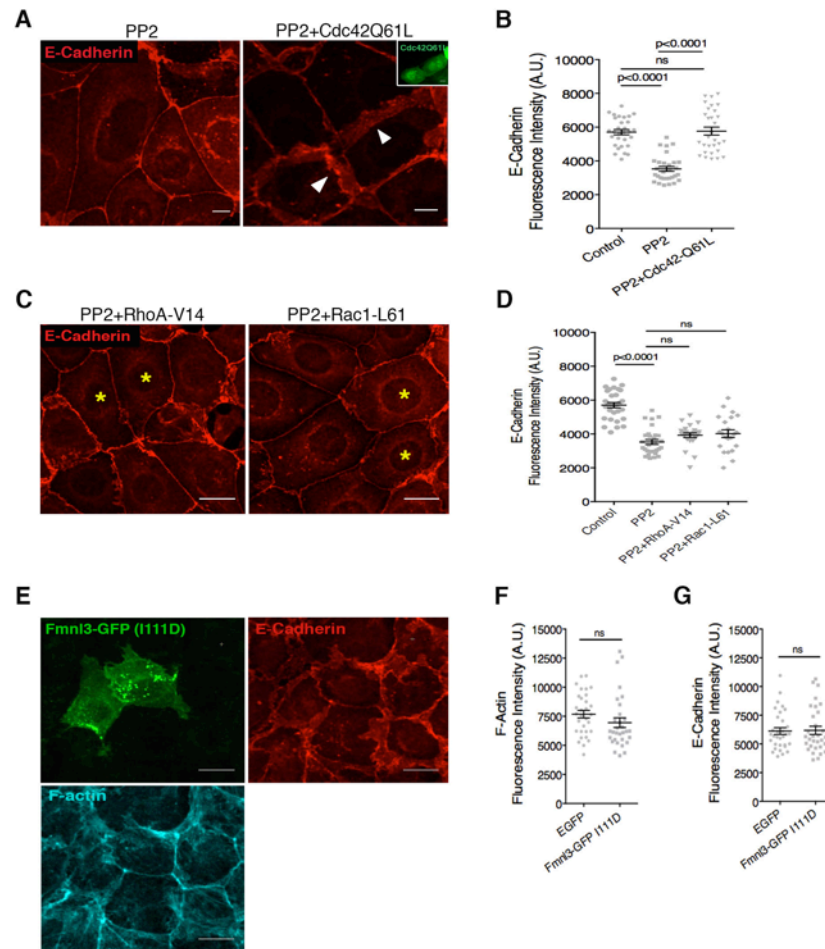 A
PP2
PP2+Cdc42Q61L
E-Cadherin
Cdc42Q61L
B
p<0.0001
ns
p<0.0001
10000
8000
6000
4000
2000
0
E-Cadherin
Fluorescence Intensity (A.U.)
Control
PP2
PP2+Cdc42-Q61L
C
PP2+RhoA-V14
PP2+Rac1-L61
E-Cadherin
*
*
*
*
D
ns
ns
p<0.0001
10000
8000
6000
4000
2000
0
E-Cadherin
Fluorescence Intensity (A.U.)
Control
PP2
PP2+RhoA-V14
PP2+Rac1-L61
E
Fmnl3-GFP (I111D)
E-Cadherin
F-actin
F
ns
15000
12500
10000
7500
5000
2500
0
F-Actin
Fluorescence Intensity (A.U.)
EGFP
Fmnl3-GFP I111D
G
ns
15000
12500
10000
7500
5000
2500
0
E-Cadherin
Fluorescence Intensity (A.U.)
EGFP
Fmnl3-GFP I111D